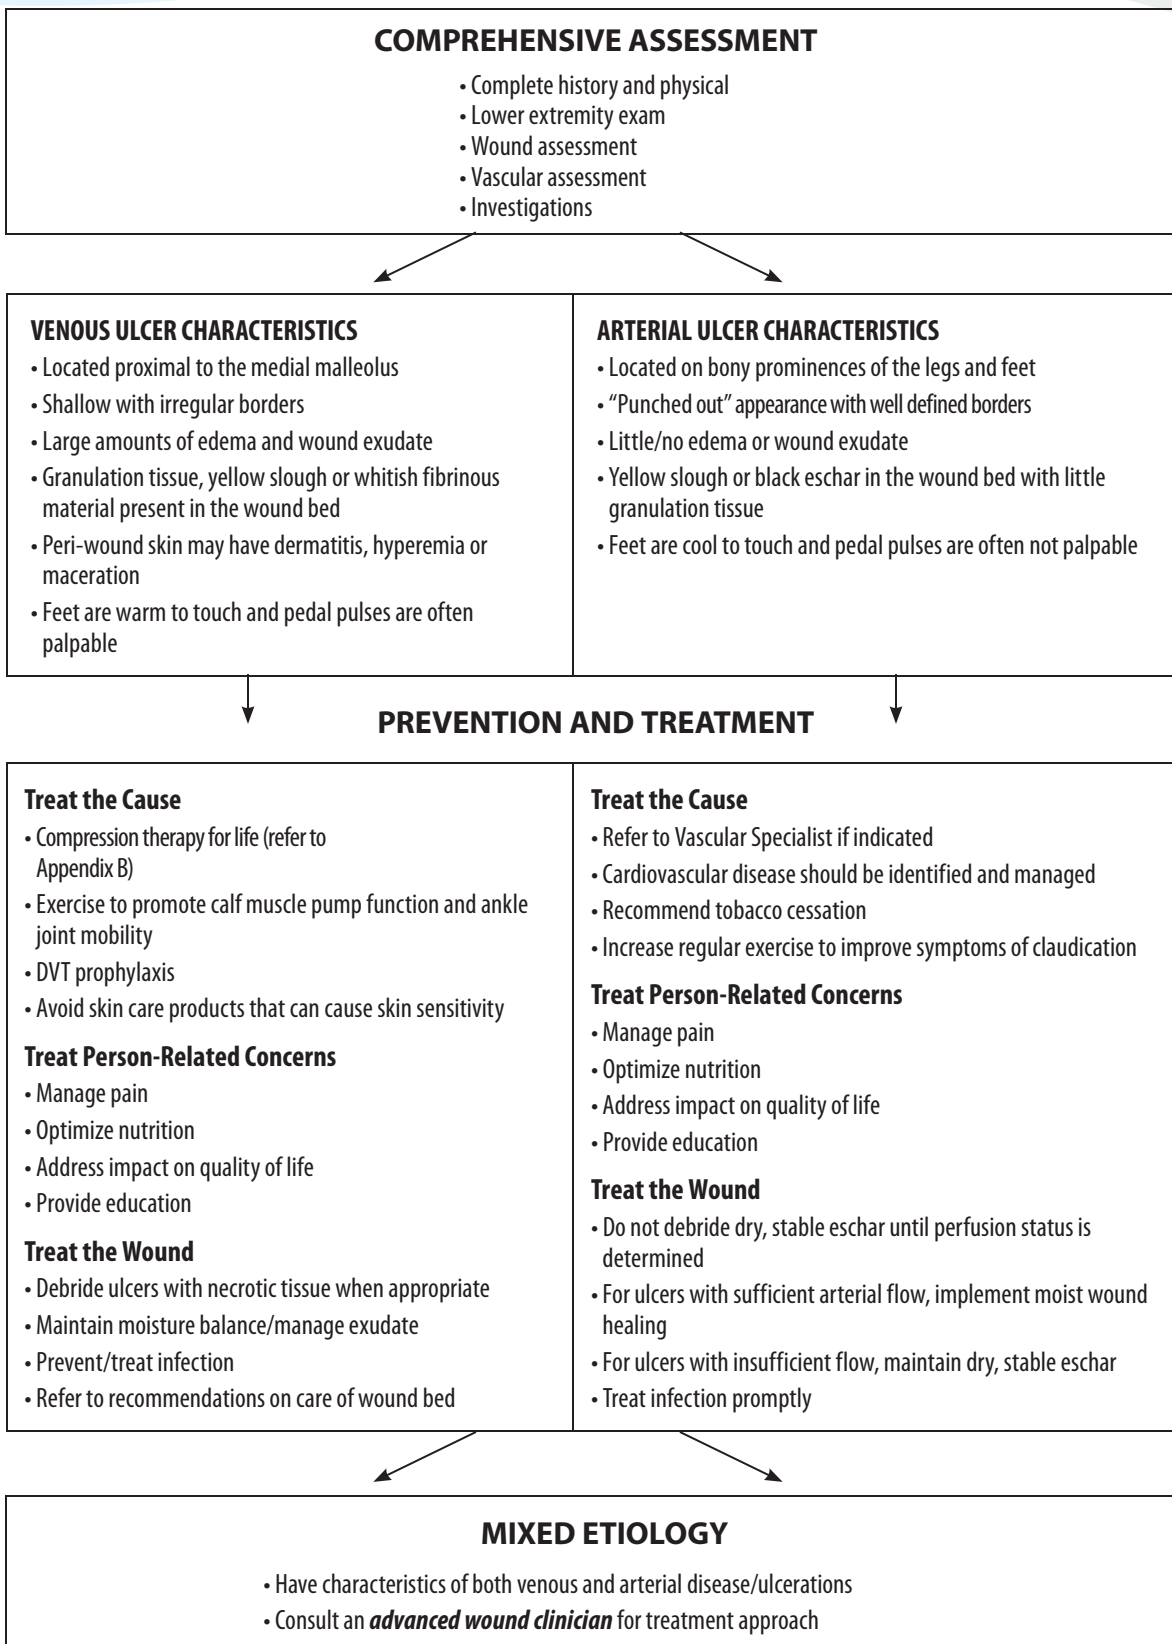 COMPREHENSIVE ASSESSMENT
• Complete history and physical
• Lower extremity exam
• Wound assessment
• Vascular assessment
• Investigations
VENOUS ULCER CHARACTERISTICS
• Located proximal to the medial malleolus
• Shallow with irregular borders
• Large amounts of edema and wound exudate
• Granulation tissue, yellow slough or whitish fibrinous
material present in the wound bed
• Peri-wound skin may have dermatitis, hyperemia or
maceration
• Feet are warm to touch and pedal pulses are often
palpable
ARTERIAL ULCER CHARACTERISTICS
• Located on bony prominences of the legs and feet
• “Punched out” appearance with well defined borders
• Little/no edema or wound exudate
• Yellow slough or black eschar in the wound bed with little
granulation tissue
• Feet are cool to touch and pedal pulses are often not palpable
PREVENTION AND TREATMENT
Treat the Cause
• Compression therapy for life (refer to
Appendix B)
• Exercise to promote calf muscle pump function and ankle
joint mobility
• DVT prophylaxis
• Avoid skin care products that can cause skin sensitivity
Treat Person-Related Concerns
• Manage pain
• Optimize nutrition
• Address impact on quality of life
• Provide education
Treat the Wound
• Debride ulcers with necrotic tissue when appropriate
• Maintain moisture balance/manage exudate
• Prevent/treat infection
• Refer to recommendations on care of wound bed
Treat the Cause
• Refer to Vascular Specialist if indicated
• Cardiovascular disease should be identified and managed
• Recommend tobacco cessation
• Increase regular exercise to improve symptoms of claudication
Treat Person-Related Concerns
• Manage pain
• Optimize nutrition
• Address impact on quality of life
• Provide education
Treat the Wound
• Do not debride dry, stable eschar until perfusion status is
determined
• For ulcers with sufficient arterial flow, implement moist wound
healing
• For ulcers with insufficient flow, maintain dry, stable eschar
• Treat infection promptly
MIXED ETIOLOGY
• Have characteristics of both venous and arterial disease/ulcerations
• Consult an advanced wound clinician for treatment approach